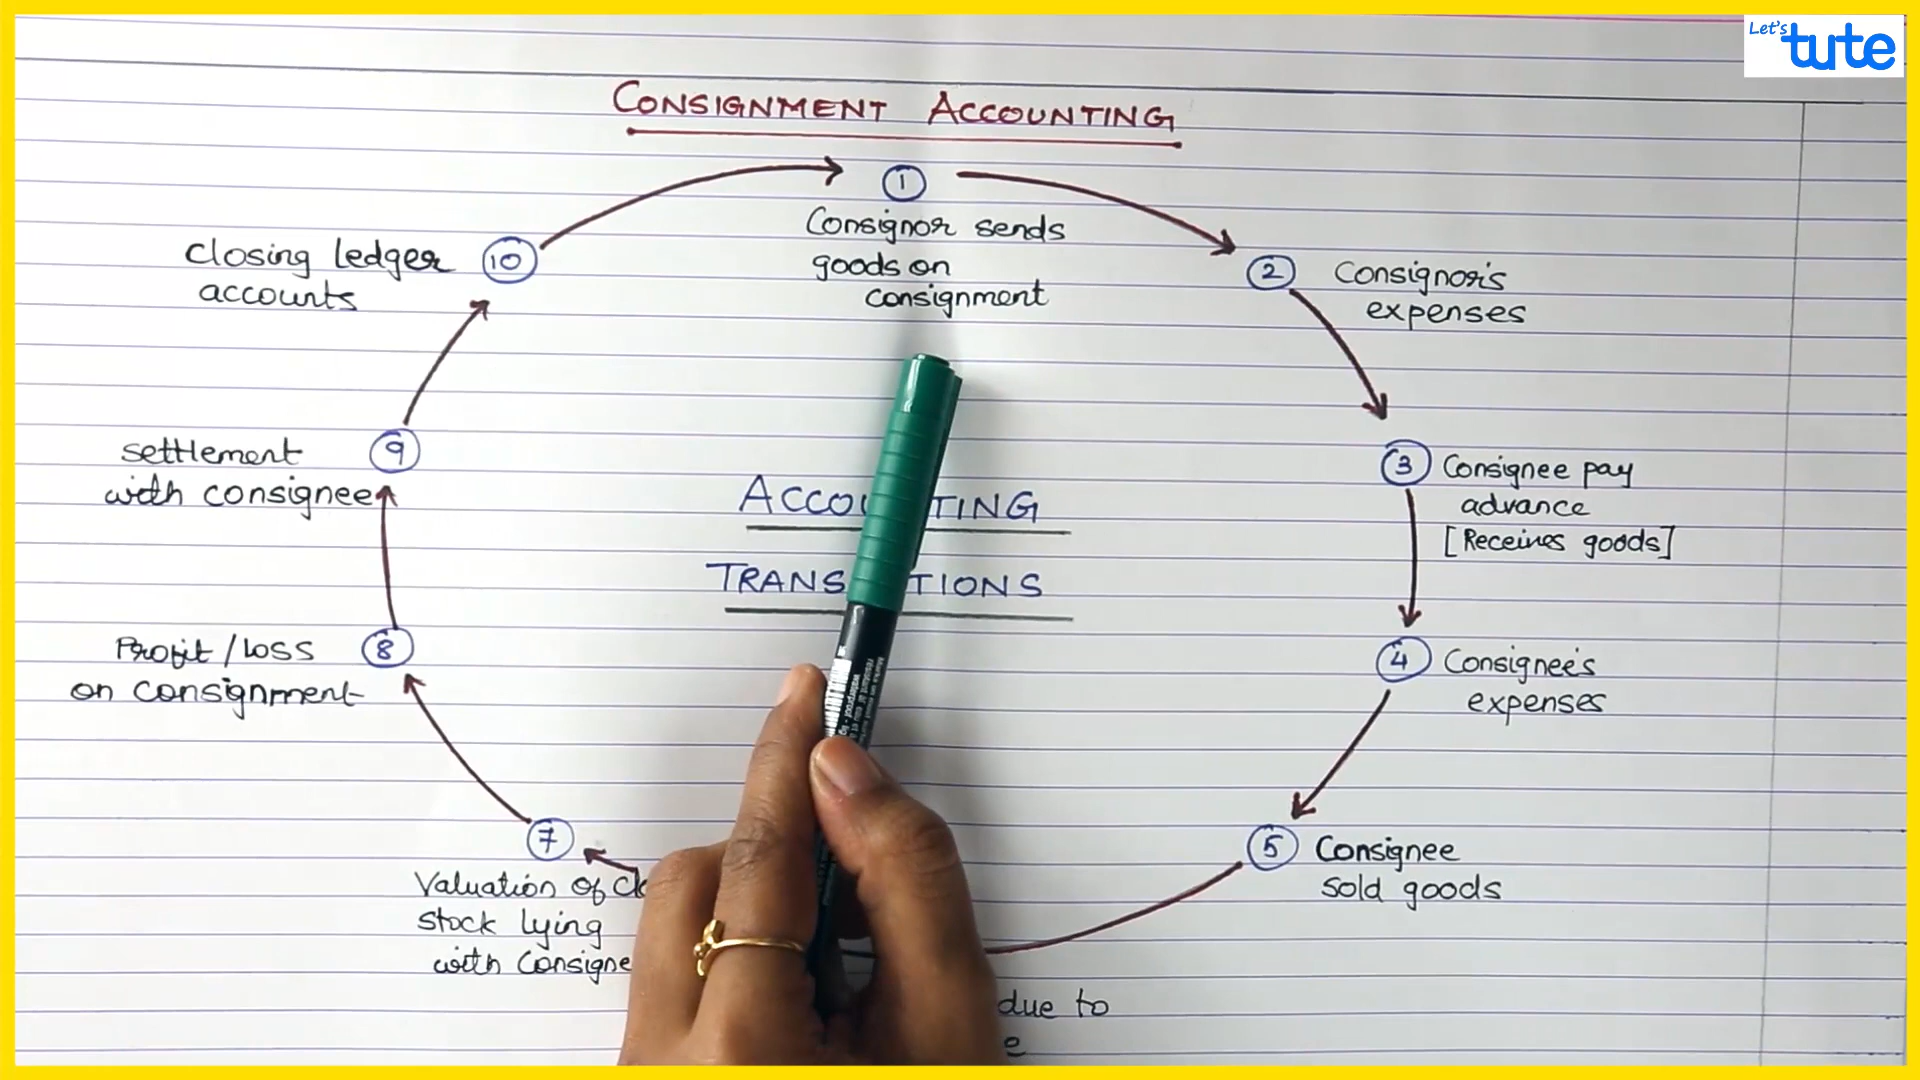 Let's
tute
CONSIGNMENT ACCOUNTING
1
Consignor sends
goods on
consignment
2
Consignor's
expenses
3
Consignee pay
advance
[Receives goods]
4
Consignee's
expenses
5
Consignee
sold goods
due to
7
Valuation of
stock lying
with
8
Profit/Loss
on consignment
9
settlement
with consignee
10
Closing ledger
accounts
waterproof